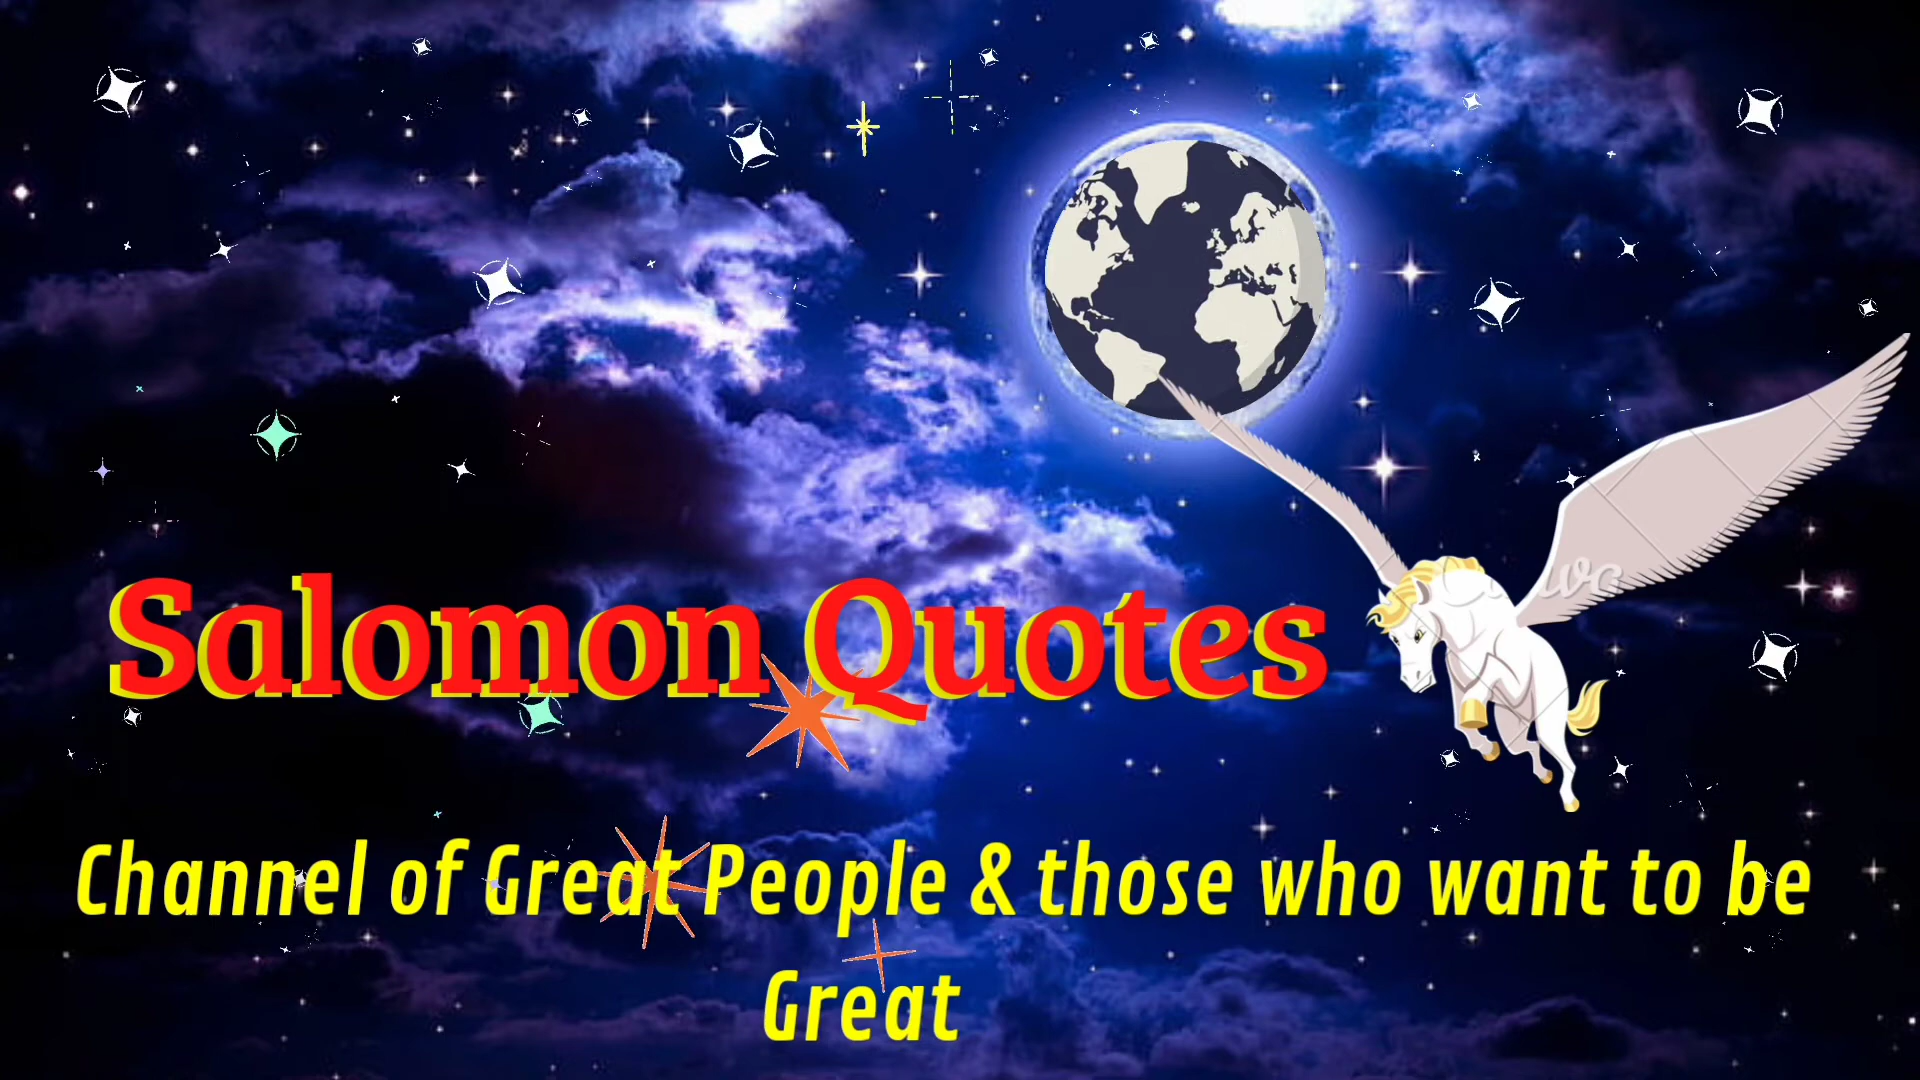 Salomon Quotes
Channel of Great People & those who want to be
Great